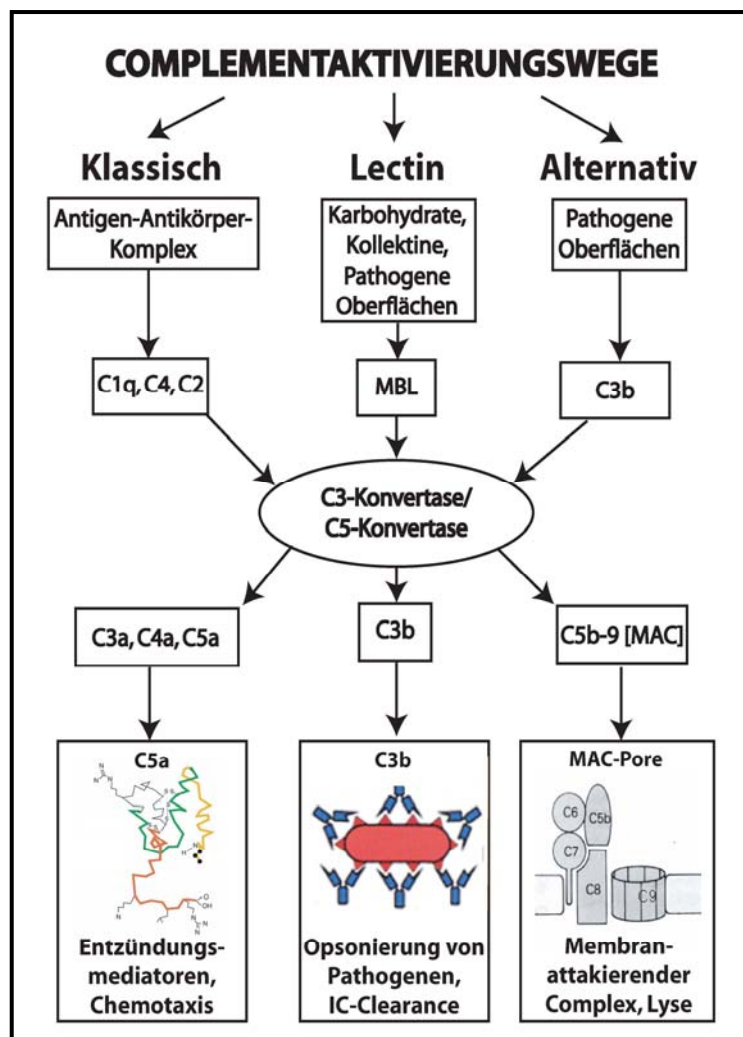 COMPLEMENTAKTIVIERUNGSWEGE
Klassisch
Lectin
Alternativ
Antigen-Antikörper-
Komplex
Karbohydrate,
Kollektine,
Pathogene
Oberflächen
Pathogene
Oberflächen
C1q, C4, C2
MBL
C3b
C3-Konvertase/
C5-Konvertase
C3a, C4a, C5a
C3b
C5b-9 [MAC]
C5a
Entzündungs-
mediatoren,
Chemotaxis
C3b
Opsonierung von
Pathogenen,
IC-Clearance
MAC-Pore
C6
C5b
C7
C8
C9
Membran-
attakierender
Complex, Lyse